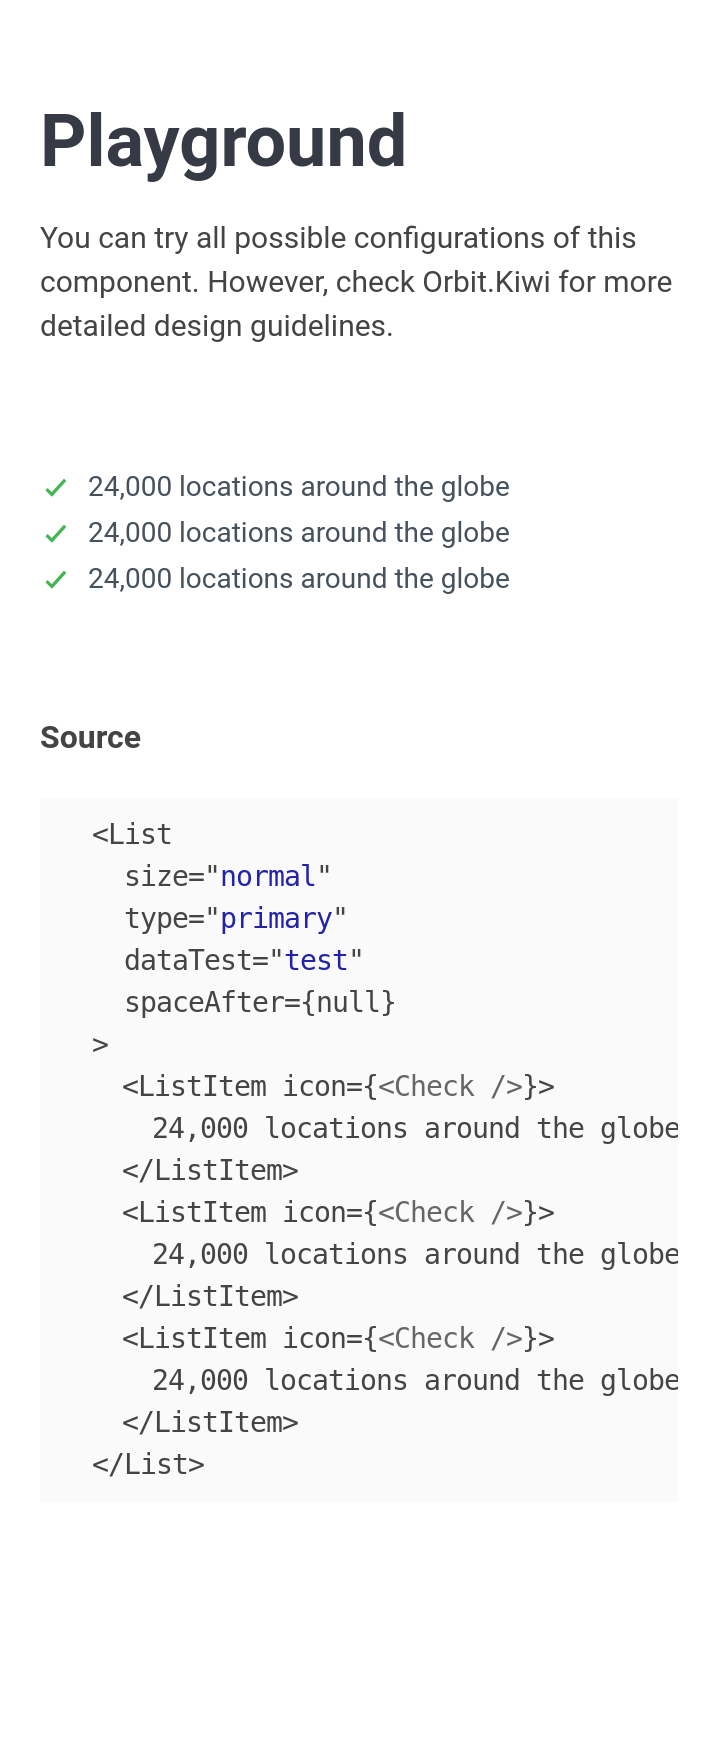 Playground
You can try all possible configurations of this
component. However, check Orbit.Kiwi for more
detailed design guidelines.
24,000 locations around the globe
24,000 locations around the globe
24,000 locations around the globe
Source
<List
size="normal"
type="primary"
dataTest="test"
spaceAfter={null}
>
<ListItem icon={<Check />}>
24,000 locations around the globe
</ListItem>
<ListItem icon={<Check />}>
24,000 locations around the globe
</ListItem>
<ListItem icon={<Check />}>
24,000 locations around the globe
</ListItem>
</List>